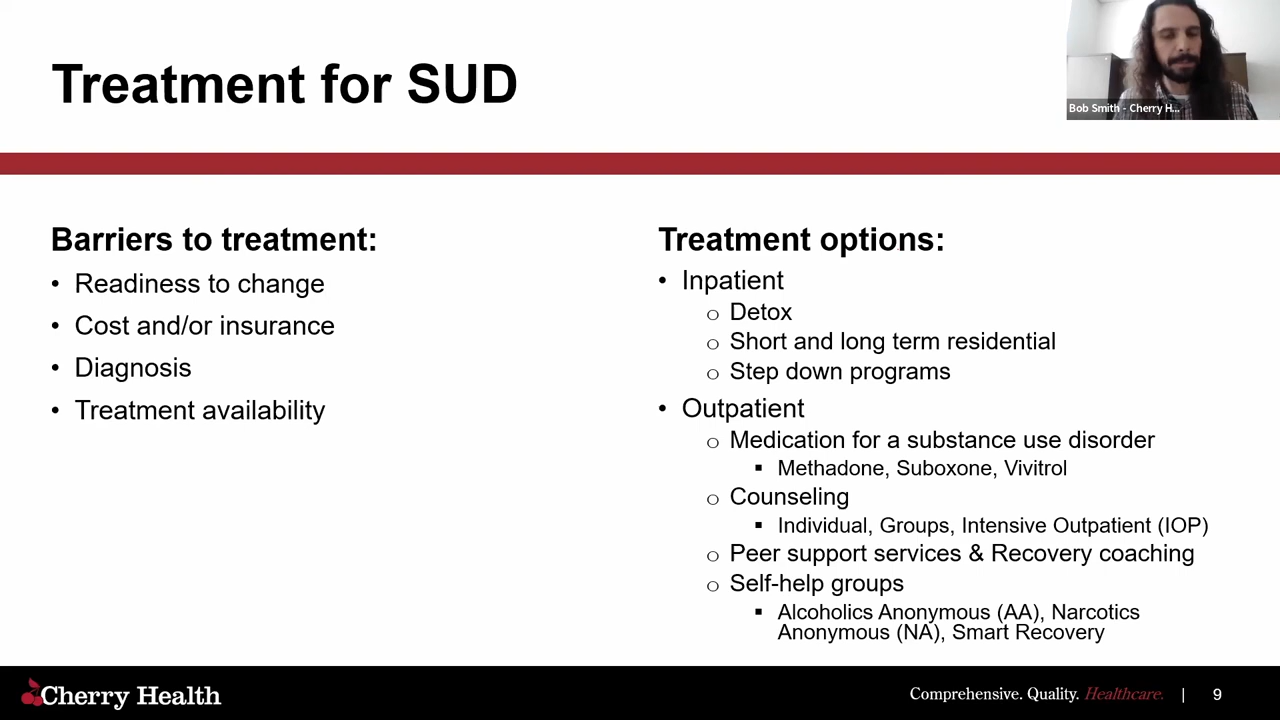 Treatment for SUD
Bob Smith - Cherry H...
Barriers to treatment:
• Readiness to change
• Cost and/or insurance
• Diagnosis
• Treatment availability
Treatment options:
• Inpatient
o Detox
o Short and long term residential
o Step down programs
• Outpatient
o Medication for a substance use disorder
▪ Methadone, Suboxone, Vivitrol
o Counseling
▪ Individual, Groups, Intensive Outpatient (IOP)
o Peer support services & Recovery coaching
o Self-help groups
▪ Alcoholics Anonymous (AA), Narcotics
Anonymous (NA), Smart Recovery
Cherry Health
Comprehensive. Quality. Healthcare. | 9